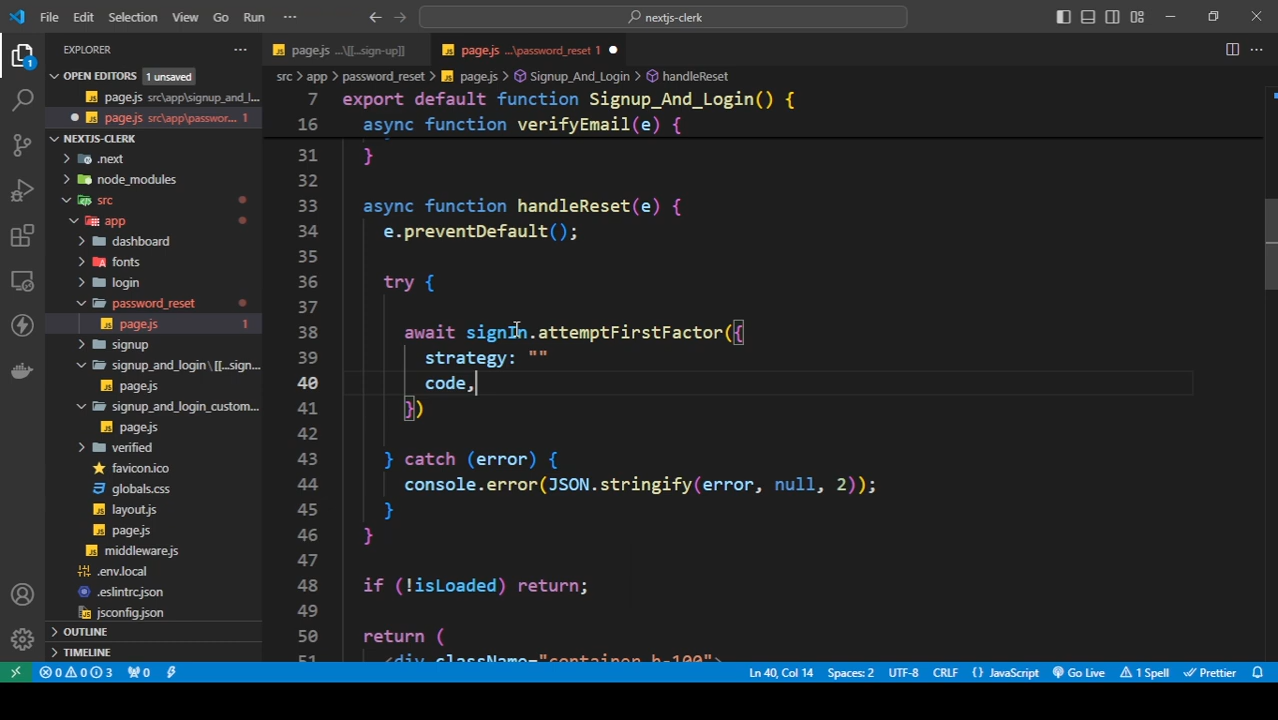 File Edit Selection View Go Run ··· nextjs-clerk
EXPLORER
OPEN EDITORS 1 unsaved
page.js src\app\signup_and_l...
page.js src\app\passwor... 1
NEXTJS-CLERK
.next
node_modules
src
app
dashboard
fonts
login
password_reset
page.js 1
signup
signup_and_login \ [[...sign...
page.js
signup_and_login_custom...
page.js
verified
favicon.ico
globals.css
layout.js
page.js
middleware.js
.env.local
.eslintrc.json
jsconfig.json
OUTLINE
TIMELINE
page.js ...\[[...sign-up]] page.js ...\password_reset 1
src > app > password_reset > page.js > Signup_And_Login > handleReset
7 export default function Signup_And_Login() {
16 async function verifyEmail(e) {
31 }
32
33 async function handleReset(e) {
34 e.preventDefault();
35
36 try {
37
38 await signIn.attemptFirstFactor({
39 strategy: ""
40 code,
41 })
42
43 } catch (error) {
44 console.error(JSON.stringify(error, null, 2));
45 }
46 }
47
48 if (!isLoaded) return;
49
50 return (
51 <div className="container h-100">
0 0 3 0 Ln 40, Col 14 Spaces: 2 UTF-8 CRLF {} JavaScript Go Live 1 Spell Prettier